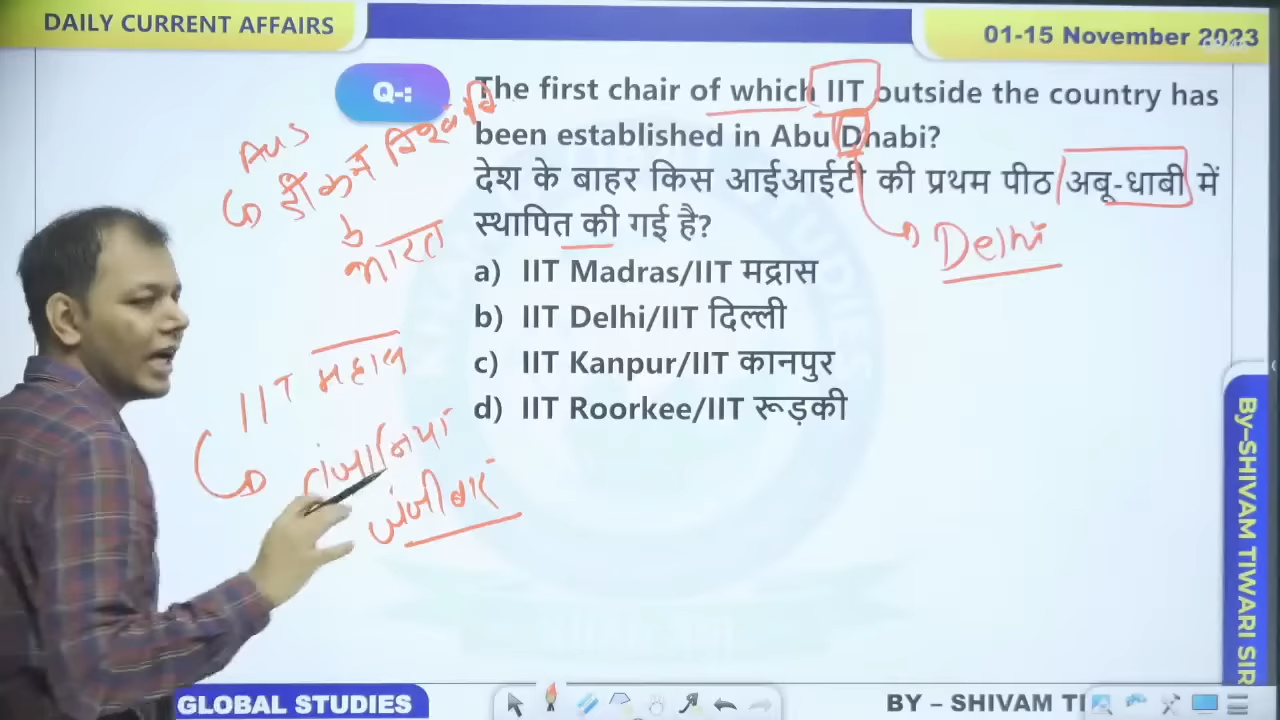 DAILY CURRENT AFFAIRS
01-15 November 2023
Q-:
The first chair of which IIT outside the country has
been established in Abu Dhabi?
देश के बाहर किस आईआईटी की प्रथम पीठ अबू-धाबी में
स्थापित की गई है?
a) IIT Madras/IIT मद्रास
b) IIT Delhi/IIT दिल्ली
c) IIT Kanpur/IIT कानपुर
d) IIT Roorkee/IIT रूड़की
Delhi
Aus
भारत
IIT मद्रास
तंजानिया
जंजीबार
By-SHIVAM TIWARI SIR
GLOBAL STUDIES
BY – SHIVAM TI